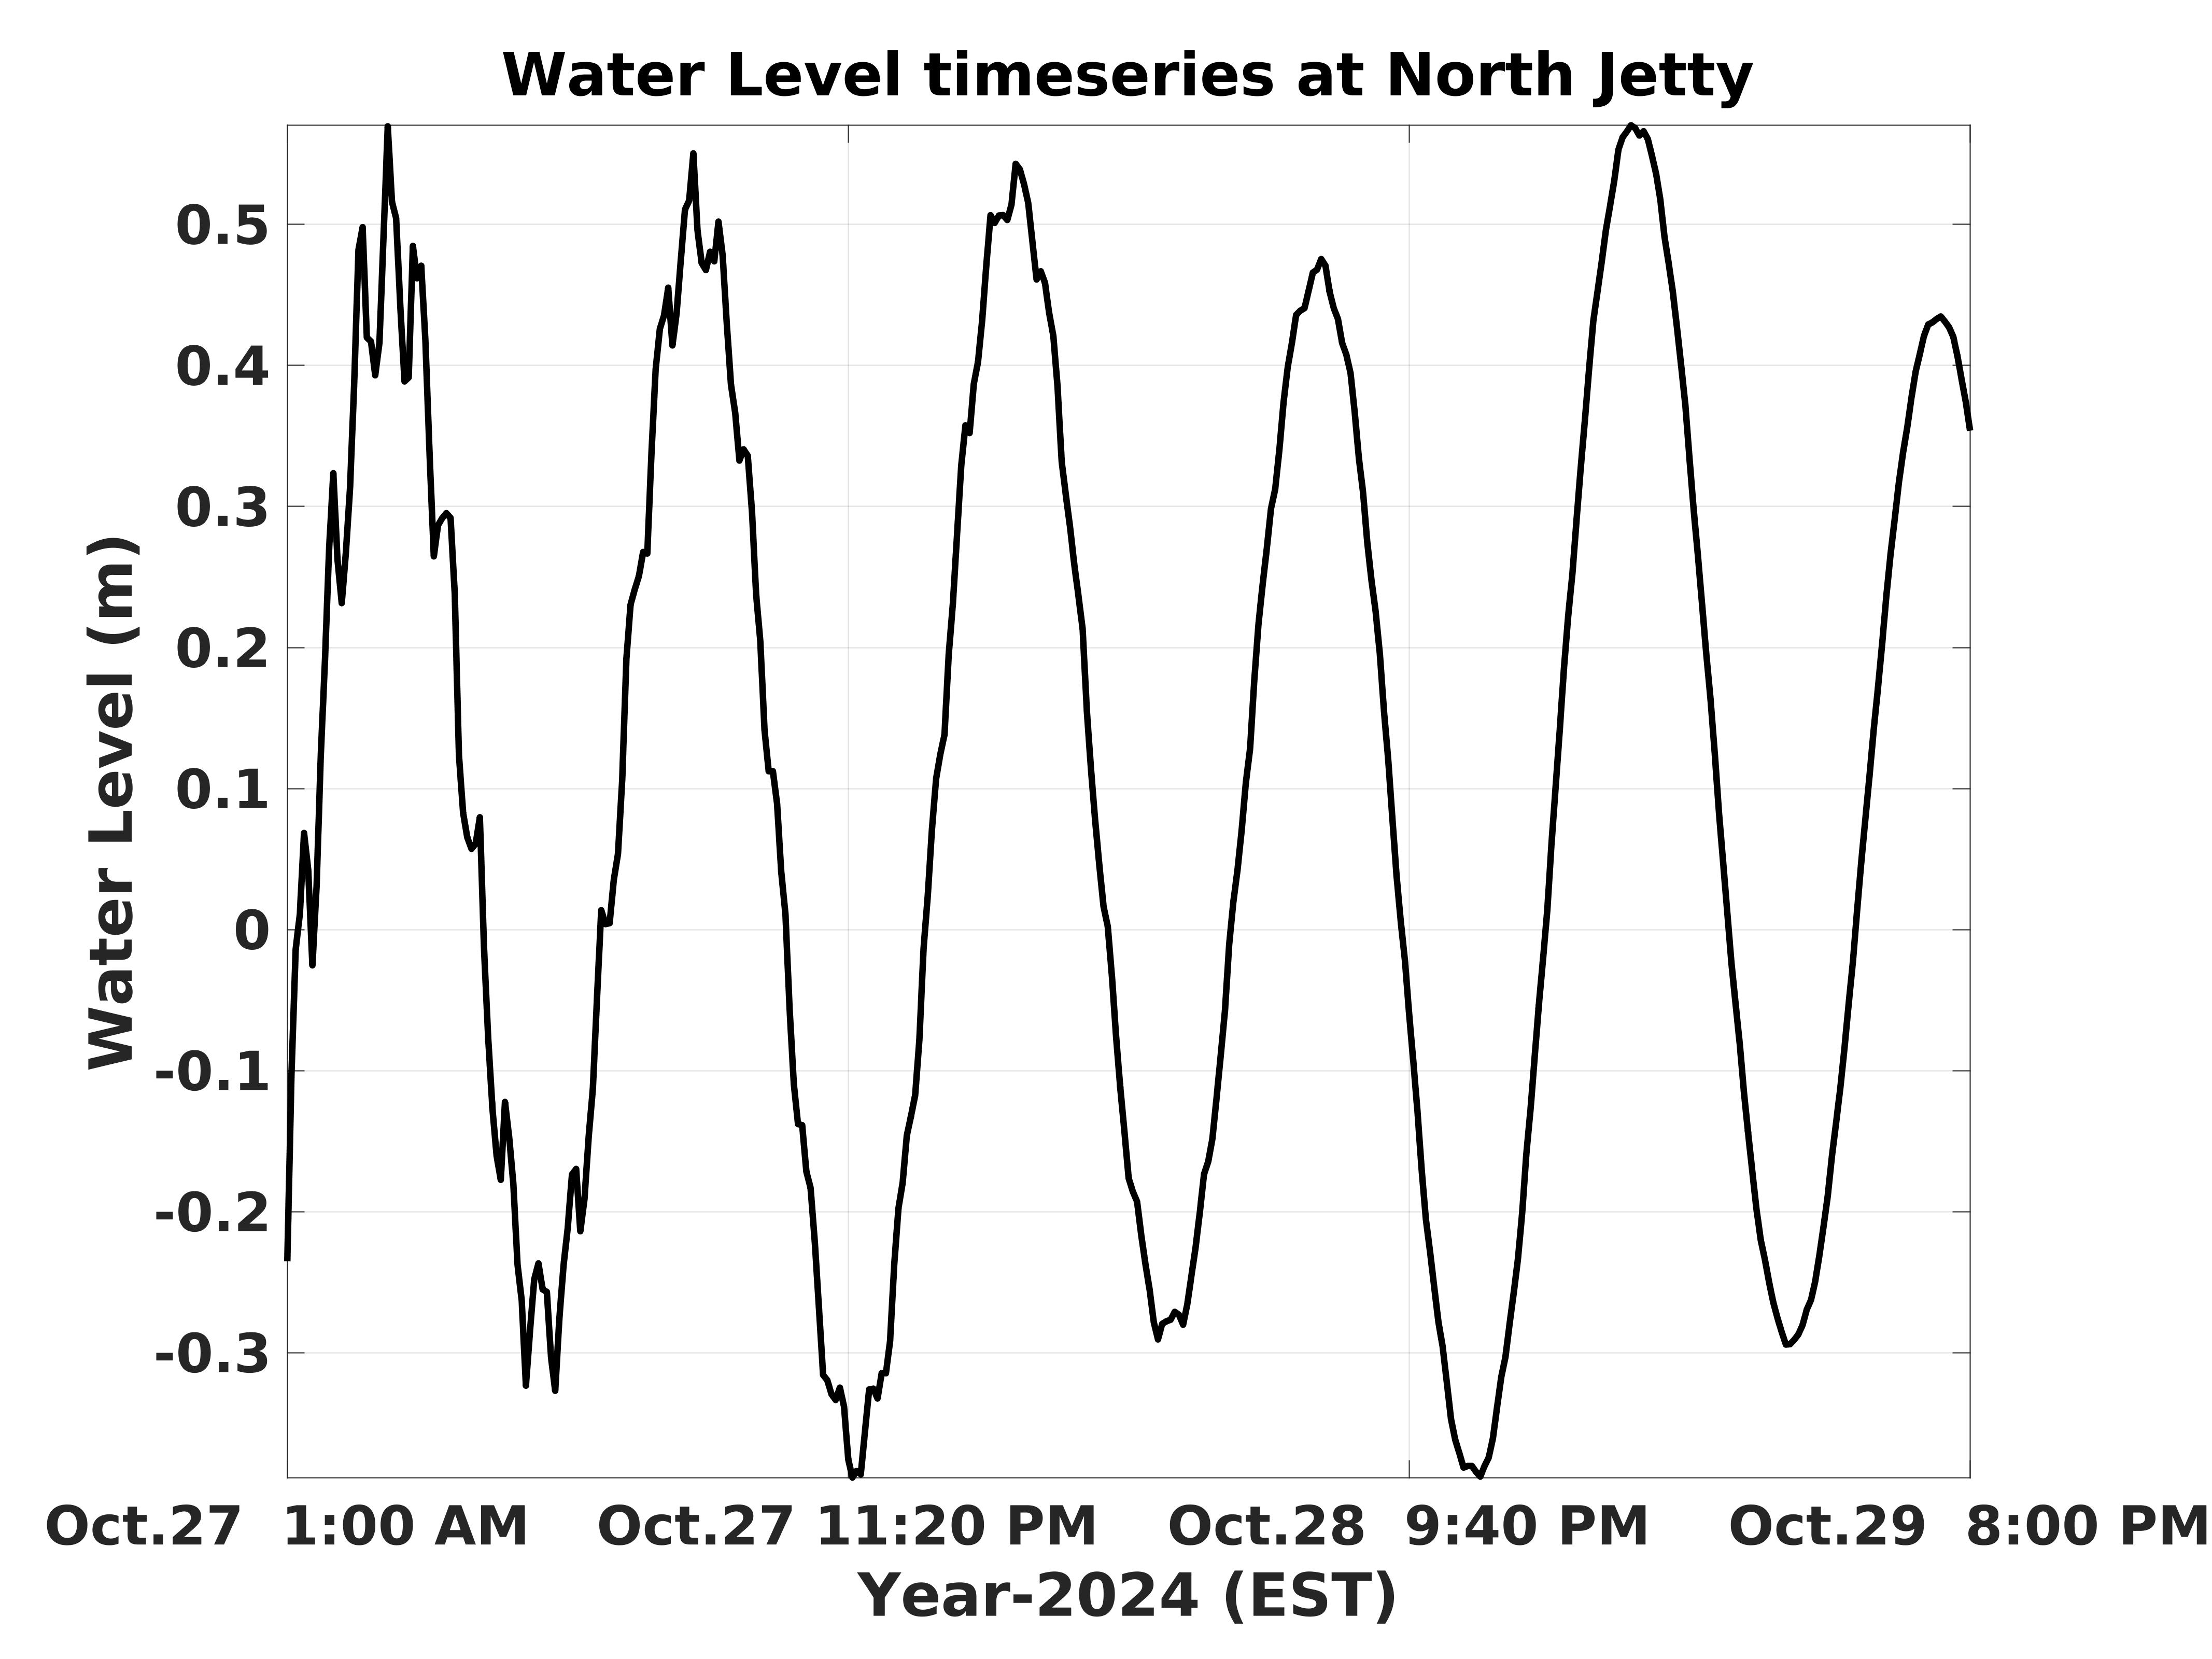 Water Level timeseries at North Jetty
Water Level (m)
0.5
0.4
0.3
0.2
0.1
0
-0.1
-0.2
-0.3
Oct.27  1:00 AM
Oct.27 11:20 PM
Oct.28  9:40 PM
Oct.29  8:00 PM
Year-2024 (EST)